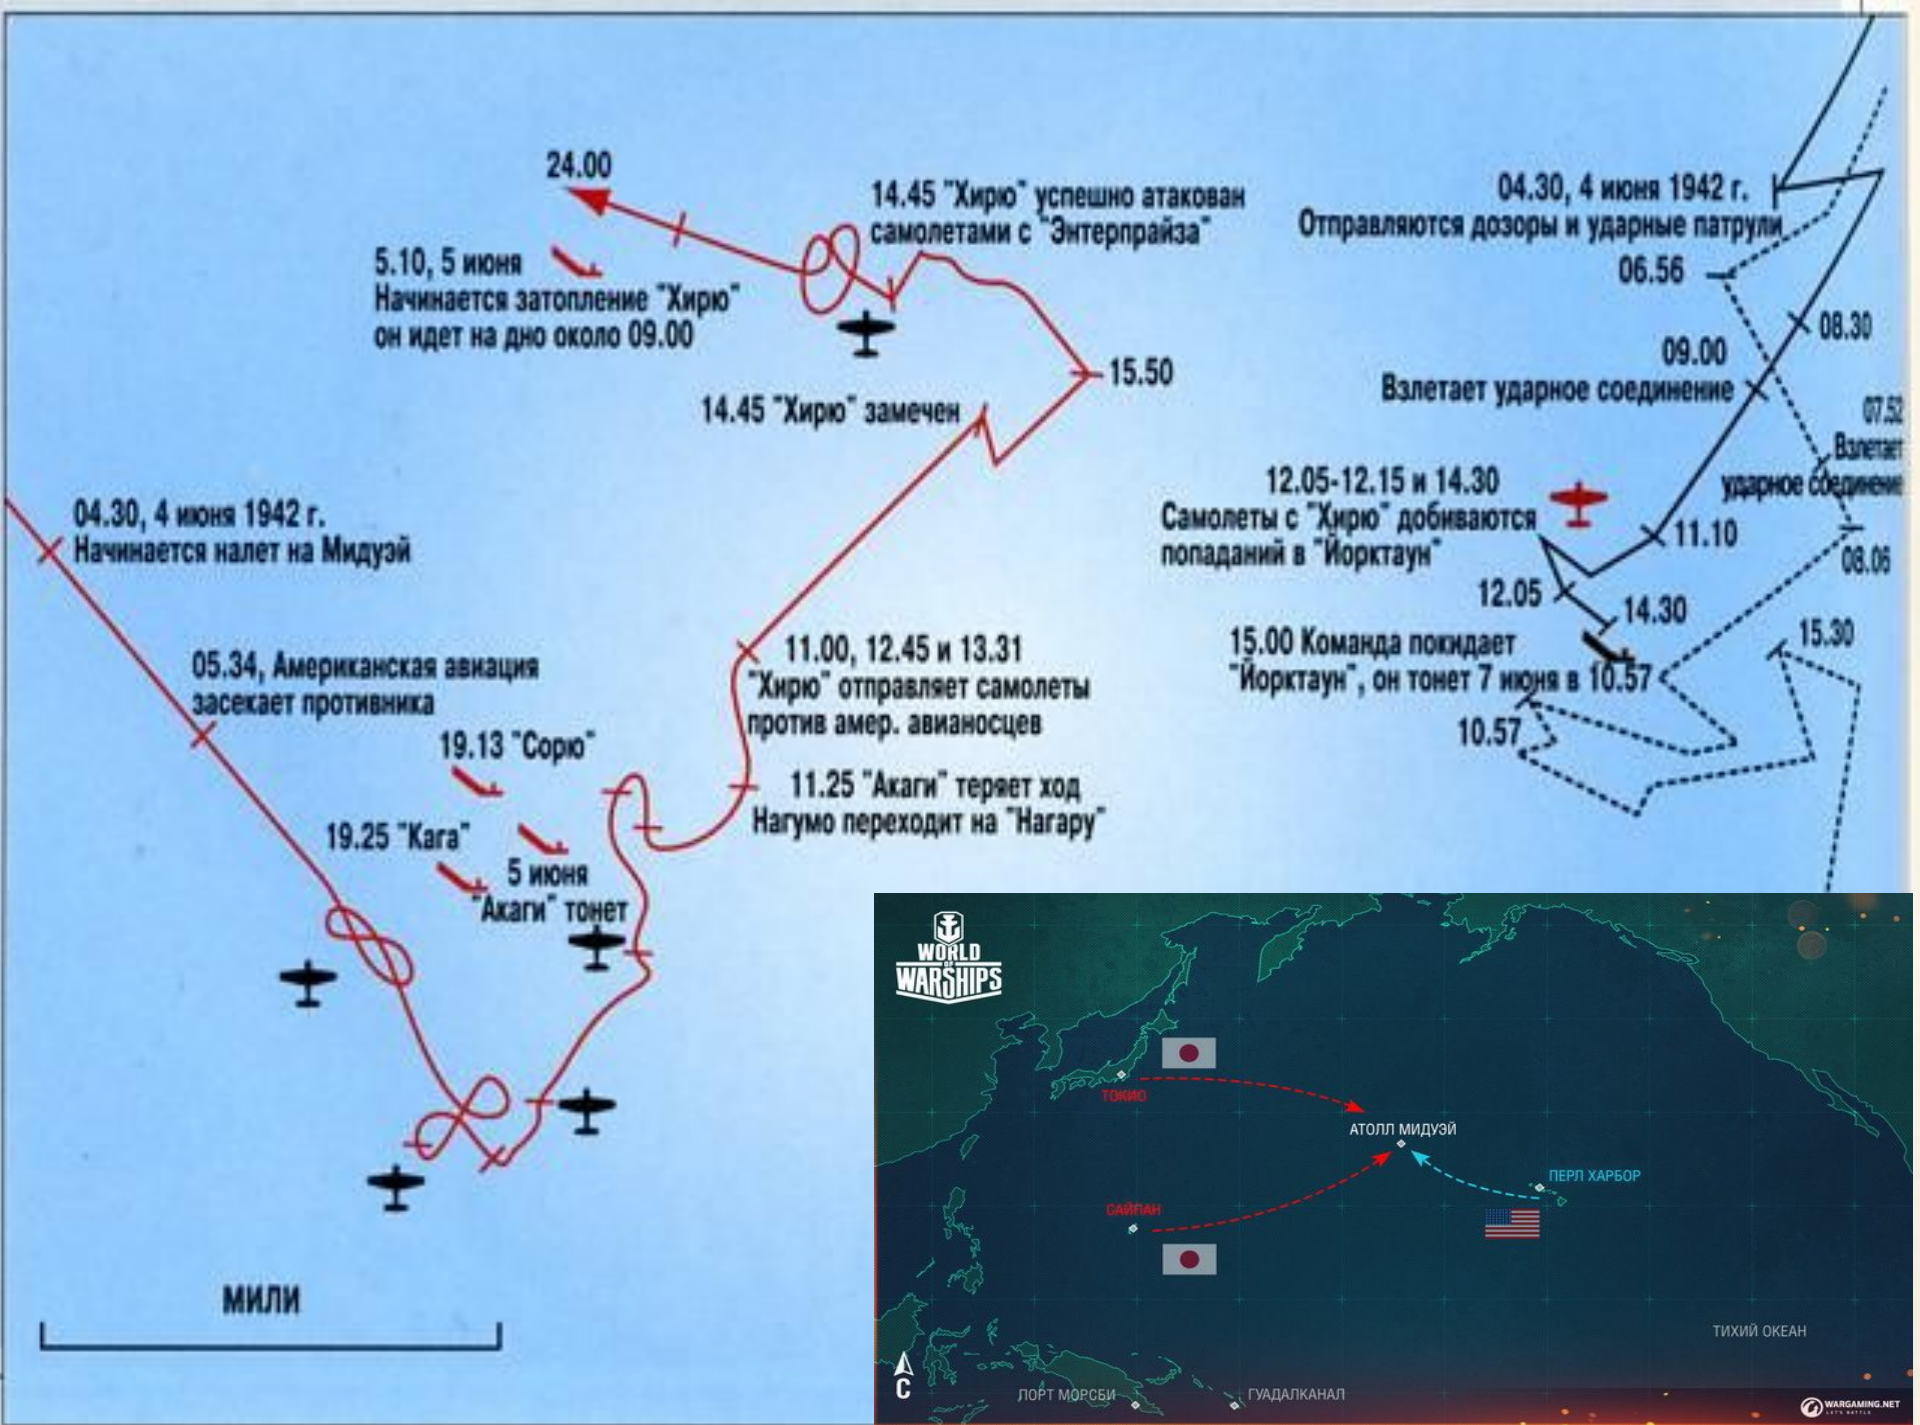 24.00
5.10, 5 июня
Начинается затопление "Хирю"
он идет на дно около 09.00
14.45 "Хирю" успешно атакован
самолетами с "Энтерпрайза"
15.50
14.45 "Хирю" замечен
04.30, 4 июня 1942 г.
Отправляются дозоры и ударные патрули
06.56
08.30
09.00
Взлетает ударное соединение
07.52
Взлетает
ударное соединение
12.05-12.15 и 14.30
Самолеты с "Хирю" добиваются
попаданий в "Йорктаун"
11.10
08.06
12.05
14.30
15.00 Команда покидает
"Йорктаун", он тонет 7 июня в 10.57
15.30
10.57
04.30, 4 июня 1942 г.
Начинается налет на Мидуэй
05.34, Американская авиация
засекает противника
19.13 "Сорю"
19.25 "Кага"
5 июня
"Акаги" тонет
11.00, 12.45 и 13.31
"Хирю" отправляет самолеты
против амер. авианосцев
11.25 "Акаги" теряет ход
Нагумо переходит на "Нагару"
МИЛИ
WORLD
OF
WARSHIPS
ТОКИО
АТОЛЛ МИДУЭЙ
ПЕРЛ ХАРБОР
САЙПАН
ТИХИЙ ОКЕАН
С
ПОРТ МОРСБИ
ГУАДАЛКАНАЛ
WARGAMING.NET
LET'S BATTLE